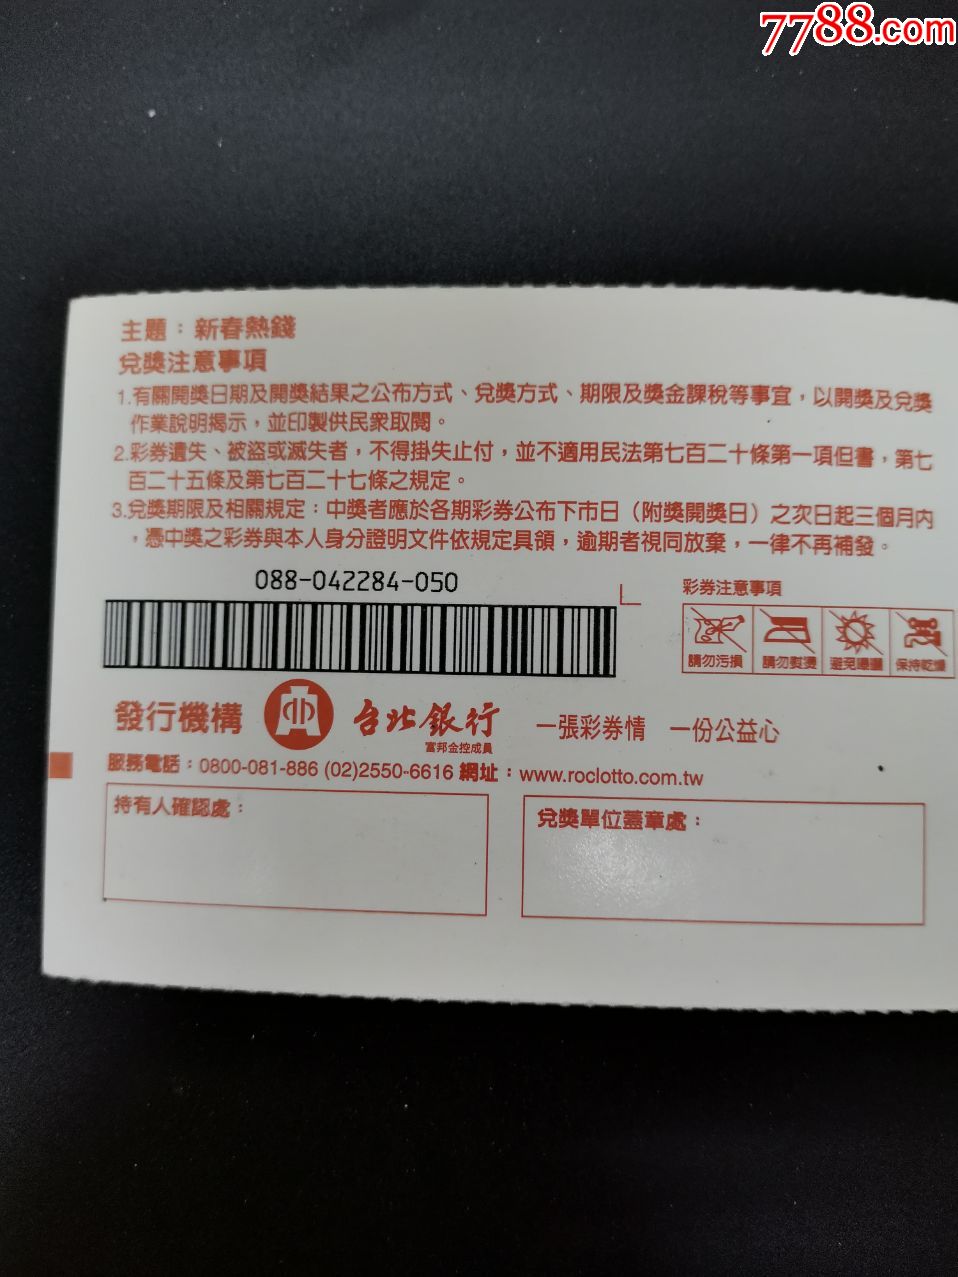 7788.com
主題：新春熱錢
兌獎注意事項
1.有關開獎日期及開獎結果之公布方式、兌獎方式、期限及獎金課稅等事宜，以開獎及兌獎
作業說明揭示，並印製供民眾取閱。
2.彩券遺失、被盜或滅失者，不得掛失止付，並不適用民法第七百二十條第一項但書，第七
百二十五條及第七百二十七條之規定。
3.兌獎期限及相關規定：中獎者應於各期彩券公布下市日（附獎開獎日）之次日起三個月內
，憑中獎之彩券與本人身分證明文件依規定具領，逾期者視同放棄，一律不再補發。
088-042284-050
彩券注意事項
請勿污損 請勿熨燙 避免曝曬 保持乾燥
發行機構 台北銀行 一張彩券情 一份公益心
富邦金控成員
服務電話：0800-081-886 (02)2550-6616 網址：www.roclotto.com.tw
持有人確認處：
兌獎單位蓋章處：